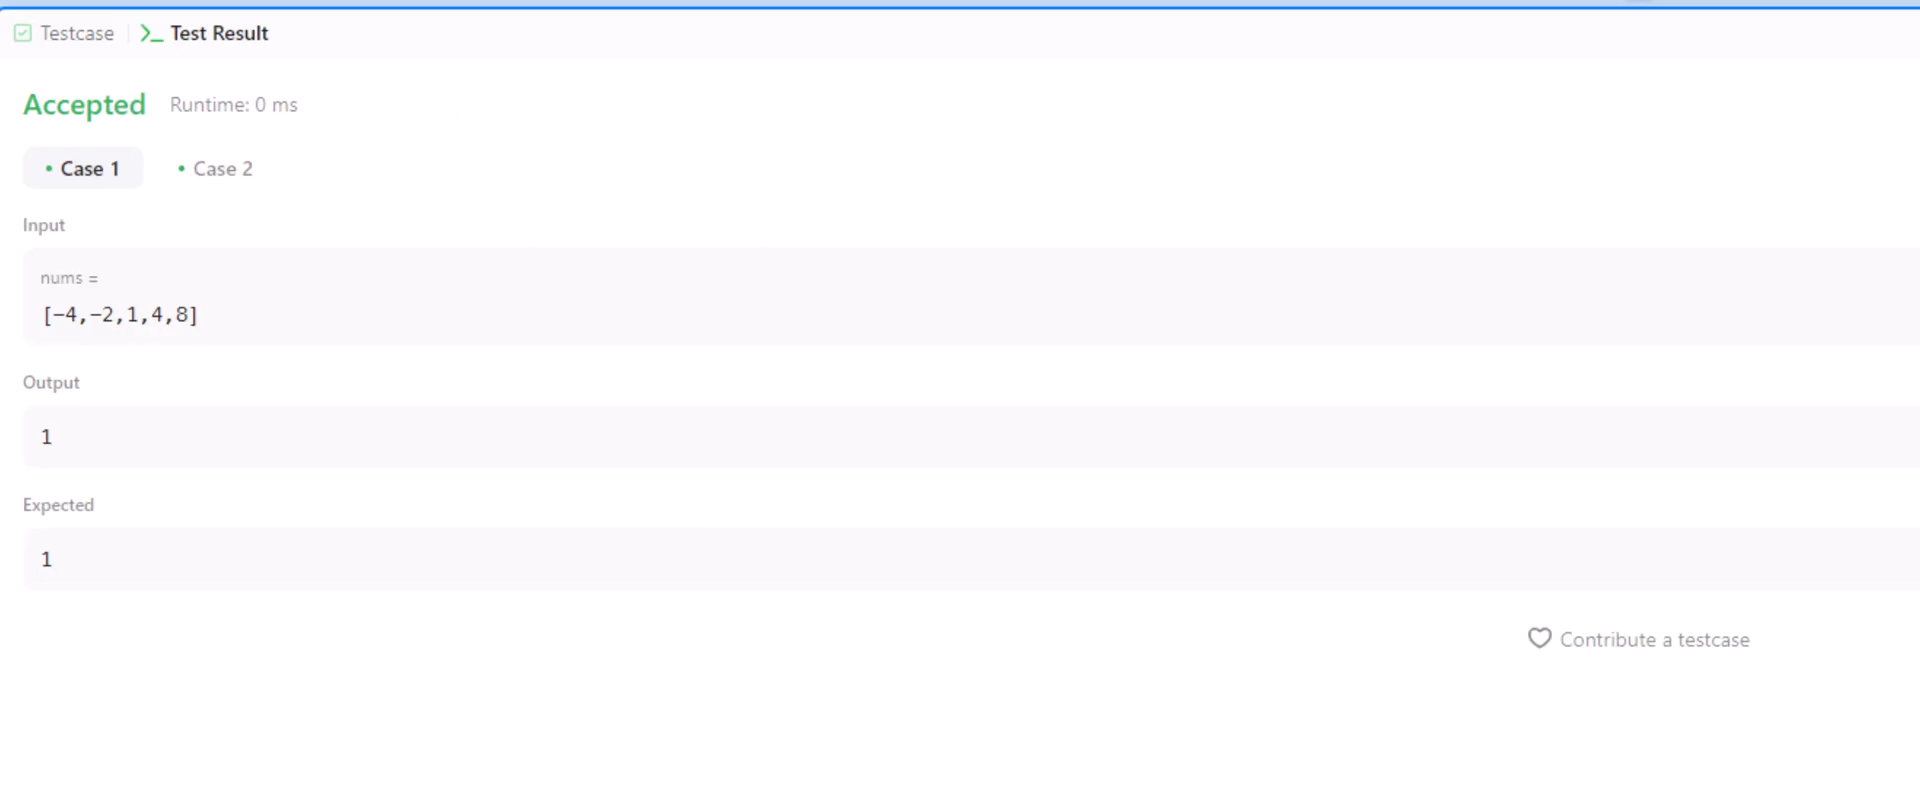 Testcase Test Result
Accepted Runtime: 0 ms
Case 1 Case 2
Input
nums =
[-4,-2,1,4,8]
Output
1
Expected
1
Contribute a testcase